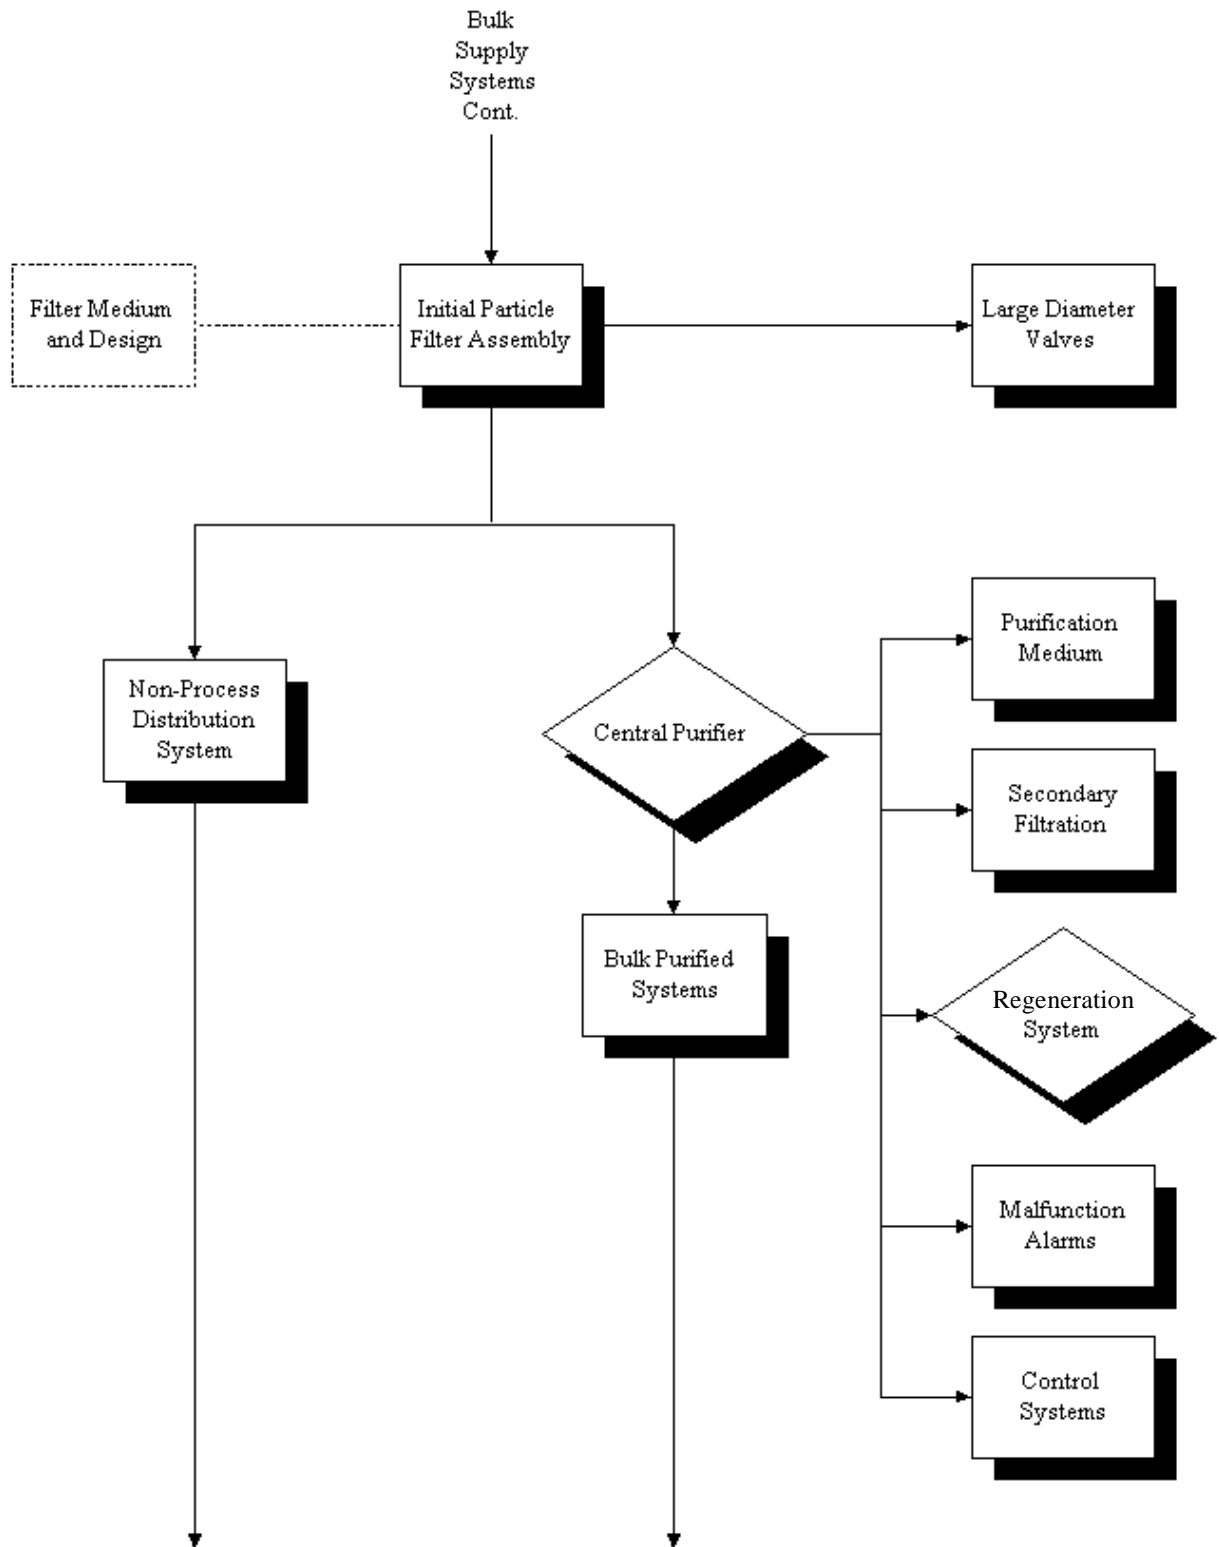 Bulk
Supply
Systems
Cont.
Filter Medium
and Design
Initial Particle
Filter Assembly
Large Diameter
Valves
Non-Process
Distribution
System
Central Purifier
Purification
Medium
Secondary
Filtration
Bulk Purified
Systems
Regeneration
System
Malfunction
Alarms
Control
Systems